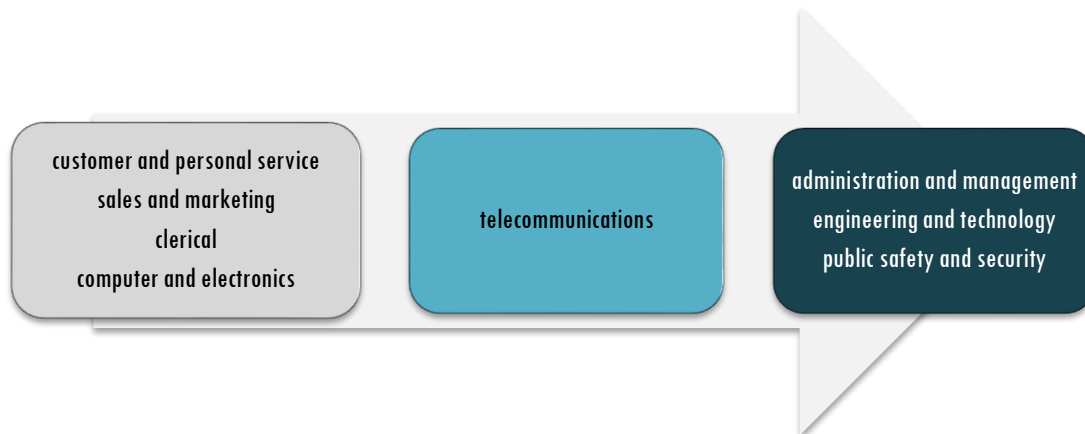 customer and personal service
sales and marketing
clerical
computer and electronics
telecommunications
administration and management
engineering and technology
public safety and security